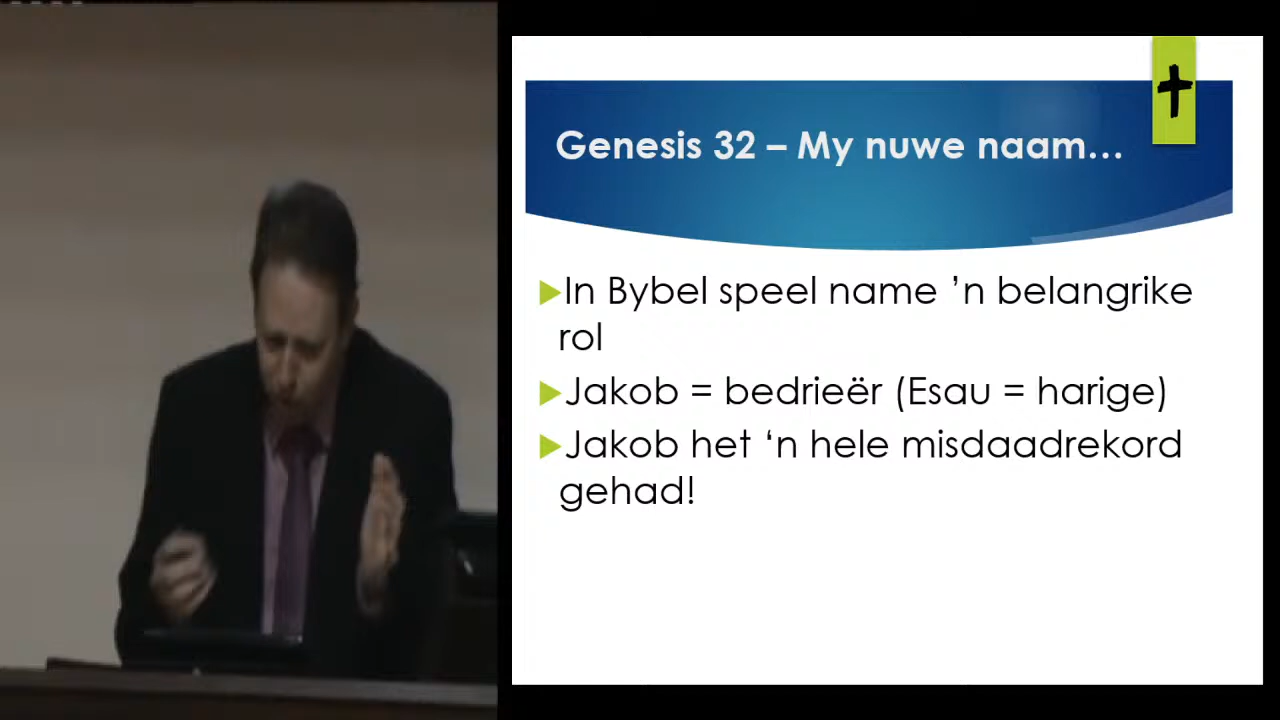 Genesis 32 – My nuwe naam…
In Bybel speel name ’n belangrike
rol
Jakob = bedrieër (Esau = harige)
Jakob het ‘n hele misdaadrekord
gehad!